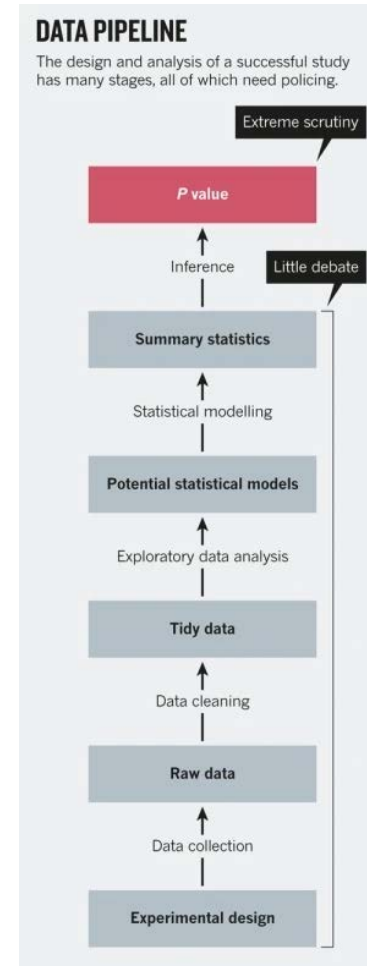 DATA PIPELINE
The design and analysis of a successful study
has many stages, all of which need policing.
Extreme scrutiny
P value
Inference
Little debate
Summary statistics
Statistical modelling
Potential statistical models
Exploratory data analysis
Tidy data
Data cleaning
Raw data
Data collection
Experimental design